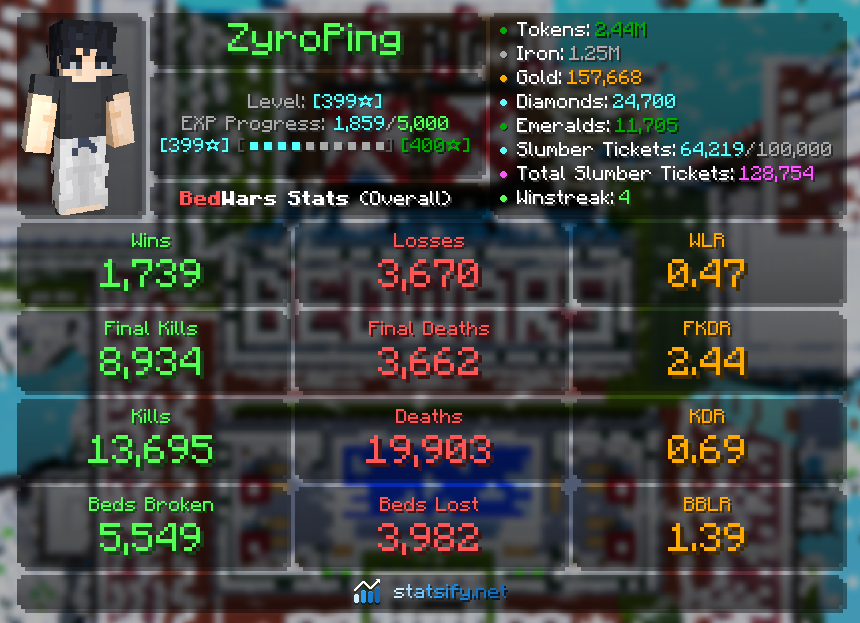 ZyroPing
Level: [399☆]
EXP Progress: 1,859/5,000
[399☆] [■■■■■■■■■■] [400☆]
BedWars Stats (Overall)
• Tokens: 2.44M
• Iron: 1.25M
• Gold: 157,668
• Diamonds: 24,700
• Emeralds: 11,705
• Slumber Tickets: 64,219/100,000
• Total Slumber Tickets: 128,754
• Winstreak: 4
Wins Losses WLR
1,739 3,670 0.47
Final Kills Final Deaths FKDR
8,934 3,662 2.44
Kills Deaths KDR
13,695 19,903 0.69
Beds Broken Beds Lost BBLR
5,549 3,982 1.39
statsify.net